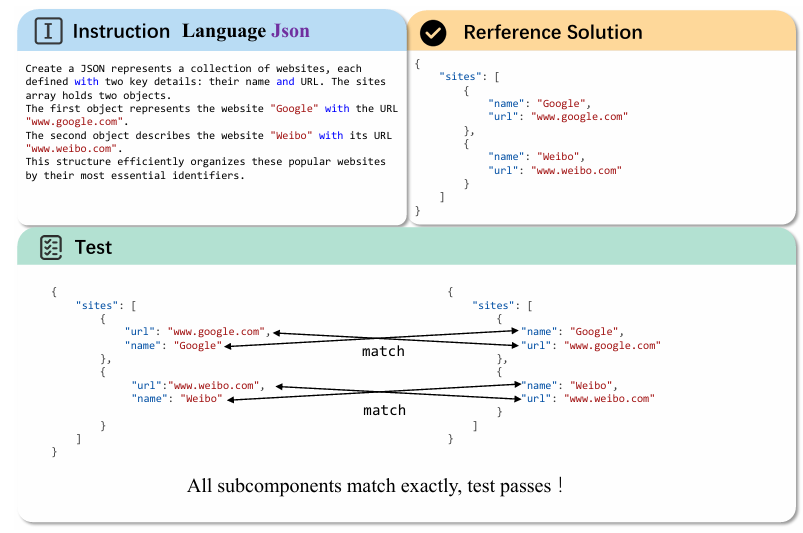 Instruction Language Json
Create a JSON represents a collection of websites, each
defined with two key details: their name and URL. The sites
array holds two objects.
The first object represents the website "Google" with the URL
"www.google.com".
The second object describes the website "Weibo" with its URL
"www.weibo.com".
This structure efficiently organizes these popular websites
by their most essential identifiers.
Rerference Solution
{
    "sites": [
        {
            "name": "Google",
            "url": "www.google.com"
        },
        {
            "name": "Weibo",
            "url": "www.weibo.com"
        }
    ]
}
Test
{
    "sites": [
        {
            "url": "www.google.com",
            "name": "Google"
        },
        {
            "url":"www.weibo.com",
            "name": "Weibo"
        }
    ]
}
match
match
{
    "sites": [
        {
            "name": "Google",
            "url": "www.google.com"
        },
        {
            "name": "Weibo",
            "url": "www.weibo.com"
        }
    ]
}
All subcomponents match exactly, test passes！